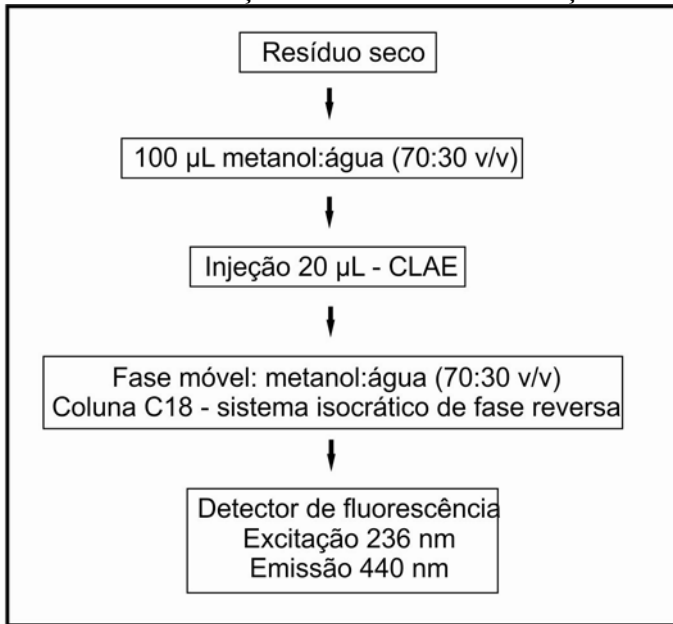 Resíduo seco
100 µL metanol:água (70:30 v/v)
Injeção 20 µL - CLAE
Fase móvel: metanol:água (70:30 v/v)
Coluna C18 - sistema isocrático de fase reversa
Detector de fluorescência
Excitação 236 nm
Emissão 440 nm